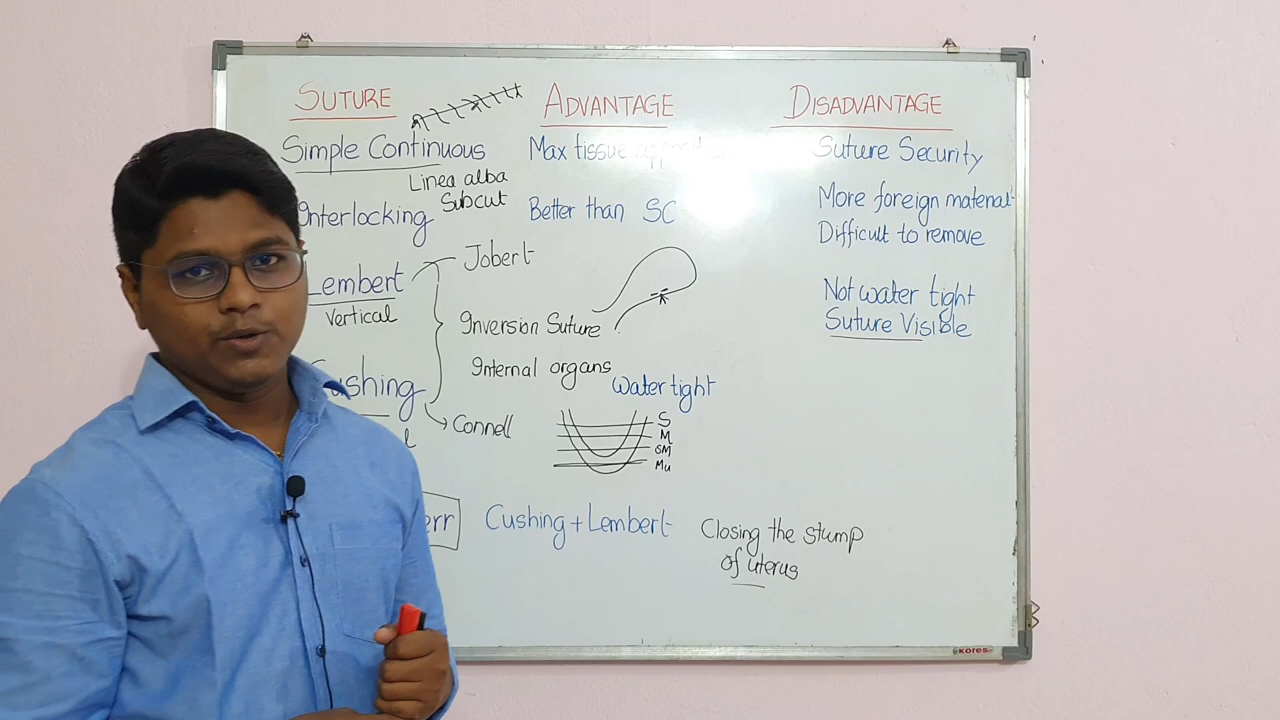 SUTURE
ADVANTAGE
DISADVANTAGE
Simple Continuous
Max tissue
Suture Security
Linea alba
Subcut
Interlocking
Better than SC
More foreign material
Difficult to remove
Lembert
Vertical
Jobert
Not water tight
Suture Visible
Inversion Suture
Internal organs
Water tight
ushing
Connell
S
M
SM
Mu
l
err
Cushing + Lembert
Closing the stump
of uterus
KORES